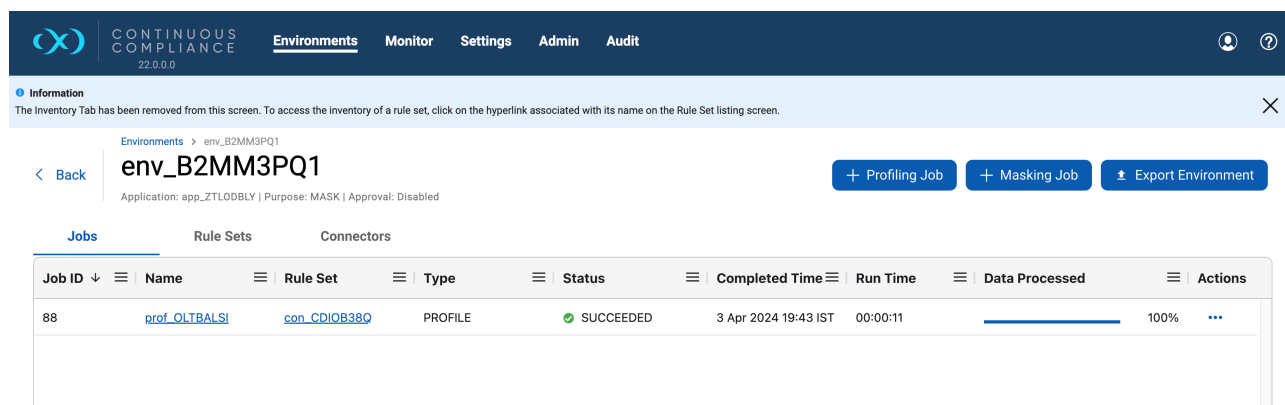 CONTINUOUS
COMPLIANCE
22.0.0.0
Environments Monitor Settings Admin Audit
Information
The Inventory Tab has been removed from this screen. To access the inventory of a rule set, click on the hyperlink associated with its name on the Rule Set listing screen.
Environments > env_B2MM3PQ1
Back
env_B2MM3PQ1
Application: app_ZTLODBLY | Purpose: MASK | Approval: Disabled
+ Profiling Job + Masking Job Export Environment
Jobs Rule Sets Connectors
Job ID Name Rule Set Type Status Completed Time Run Time Data Processed Actions
88 prof_OLTBALSI con_CDIOB38Q PROFILE SUCCEEDED 3 Apr 2024 19:43 IST 00:00:11 100% •••